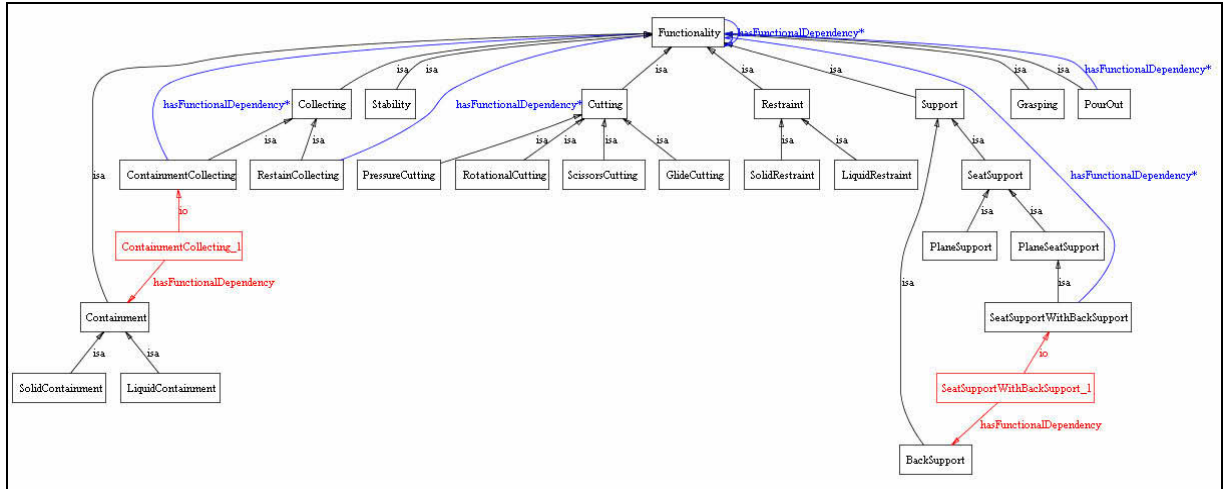 Functionality
hasFunctionalDependency*
isa
isa
isa
isa
isa
isa
isa
hasFunctionalDependency*
Collecting
Stability
hasFunctionalDependency*
Cutting
Restraint
Support
Grasping
PourOut
hasFunctionalDependency*
isa
isa
isa
isa
isa
isa
isa
isa
isa
isa
ContainmentCollecting
RestainCollecting
PressureCutting
RotationalCutting
ScissorsCutting
GlideCutting
SolidRestraint
LiquidRestraint
SeatSupport
hasFunctionalDependency*
io
isa
isa
ContainmentCollecting_1
PlaneSupport
PlaneSeatSupport
hasFunctionalDependency
isa
isa
Containment
SeatSupportWithBackSupport
isa
isa
io
SolidContainment
LiquidContainment
SeatSupportWithBackSupport_1
hasFunctionalDependency
BackSupport